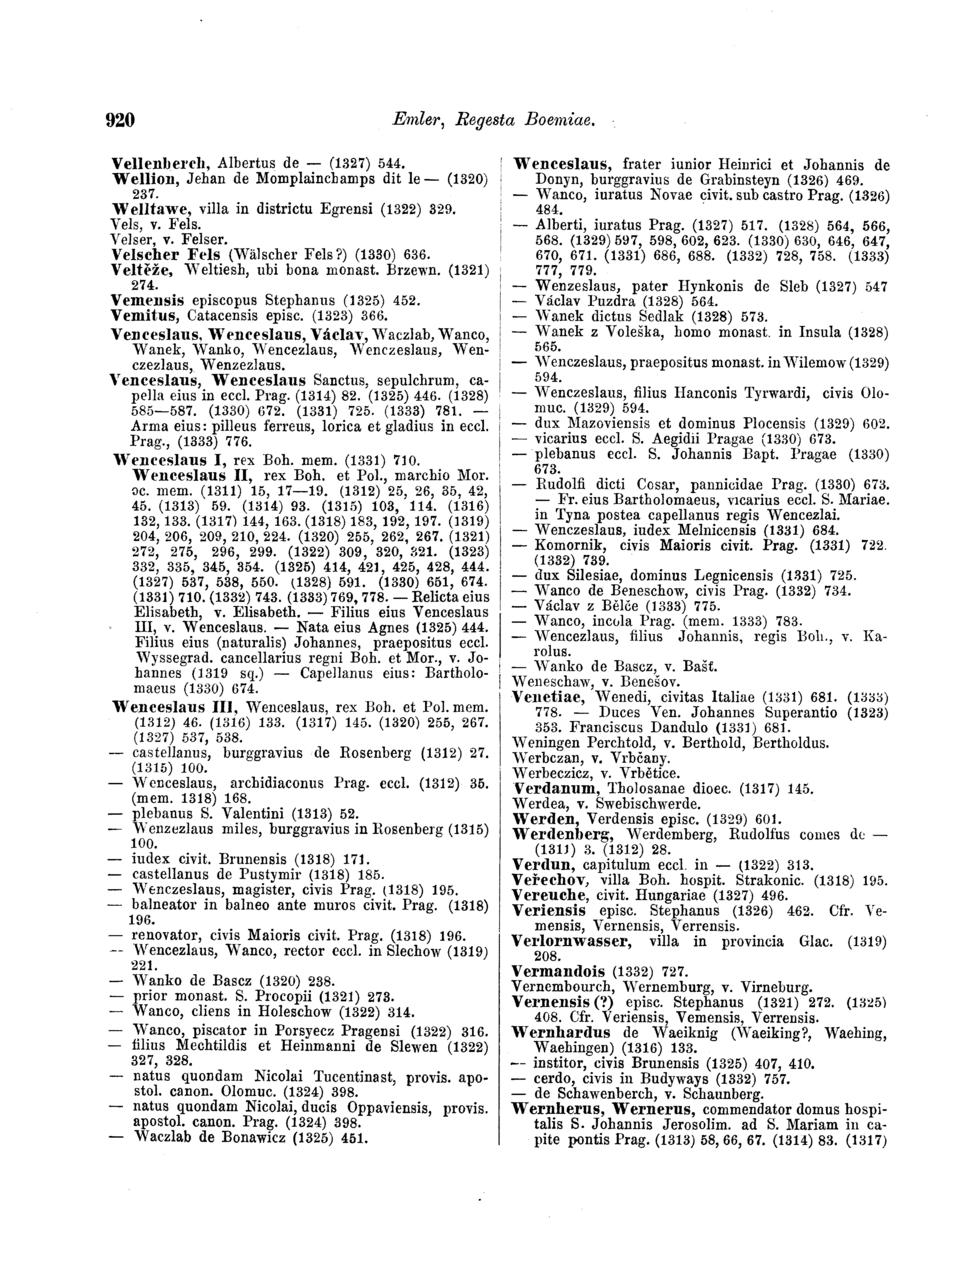 920
Emler, Regesta Boemiae.
Vellenberch, Albertus de — (1327) 544.
Wellion, Jehan de Momplainchamps dit le — (1320)
237.
Welltawe, villa in districtu Egrensi (1322) 329.
Vels, v. Fels.
Velser, v. Felser.
Velscher Fels (Wälscher Fels?) (1330) 636.
Veltěže, Weltiesh, ubi bona monast. Brzewn. (1321)
274.
Vemensis episcopus Stephanus (1325) 452.
Vemitus, Catacensis episc. (1323) 366.
Venceslaus, Wenceslaus, Václav, Waczlab, Wanco,
Wanek, Wanko, Wencezlaus, Wenczeslaus, Wen-
czezlaus, Wenzezlaus.
Venceslaus, Wenceslaus Sanctus, sepulchrum, ca-
pella eius in eccl. Prag. (1314) 82. (1325) 446. (1328)
585—587. (1330) 672. (1331) 725. (1333) 781. —
Arma eius: pilleus ferreus, lorica et gladius in eccl.
Prag., (1333) 776.
Wenceslaus I, rex Boh. mem. (1331) 710.
Wenceslaus II, rex Boh. et Pol., marchio Mor.
oc. mem. (1311) 15, 17—19. (1312) 25, 26, 35, 42,
45. (1313) 59. (1314) 93. (1315) 103, 114. (1316)
132, 133. (1317) 144, 163. (1318) 183, 192, 197. (1319)
204, 206, 209, 210, 224. (1320) 255, 262, 267. (1321)
272, 275, 296, 299. (1322) 309, 320, 321. (1323)
332, 335, 345, 354. (1325) 414, 421, 425, 428, 444.
(1327) 537, 538, 550. (1328) 591. (1330) 651, 674.
(1331) 710. (1332) 743. (1333) 769, 778. — Relicta eius
Elisabeth, v. Elisabeth. — Filius eius Venceslaus
III, v. Wenceslaus. — Nata eius Agnes (1325) 444.
Filius eius (naturalis) Johannes, praepositus eccl.
Wyssegrad. cancellarius regni Boh. et Mor., v. Jo-
hannes (1319 sq.) — Capellanus eius: Bartholo-
maeus (1330) 674.
Wenceslaus III, Wenceslaus, rex Boh. et Pol. mem.
(1312) 46. (1316) 133. (1317) 145. (1320) 255, 267.
(1327) 537, 538.
— castellanus, burggravius de Rosenberg (1312) 27.
(1315) 100.
— Wenceslaus, archidiaconus Prag. eccl. (1312) 35.
(mem. 1318) 168.
— plebanus S. Valentini (1313) 52.
— Wenzezlaus miles, burggravius in Rosenberg (1315)
100.
— iudex civit. Brunensis (1318) 171.
— castellanus de Pustymir (1318) 185.
— Wenczeslaus, magister, civis Prag. (1318) 195.
— balneator in balneo ante muros civit. Prag. (1318)
196.
— renovator, civis Maioris civit. Prag. (1318) 196.
— Wencezlaus, Wanco, rector eccl. in Slechow (1319)
221.
— Wanko de Bascz (1320) 238.
— prior monast. S. Procopii (1321) 273.
— Wanco, cliens in Holeschow (1322) 314.
— Wanco, piscator in Porsyecz Pragensi (1322) 316.
— filius Mechtildis et Heinmanni de Slewen (1322)
327, 328.
— natus quondam Nicolai Tucentinast, provis. apo-
stol. canon. Olomuc. (1324) 398.
— natus quondam Nicolai, ducis Oppaviensis, provis.
apostol. canon. Prag. (1324) 398.
— Waczlab de Bonawicz (1325) 451.
Wenceslaus, frater iunior Heinrici et Johannis de
Donyn, burggravius de Grabinsteyn (1326) 469.
— Wanco, iuratus Novae civit. sub castro Prag. (1326)
484.
— Alberti, iuratus Prag. (1327) 517. (1328) 564, 566,
568. (1329) 597, 598, 602, 623. (1330) 630, 646, 647,
670, 671. (1331) 686, 688. (1332) 728, 758. (1333)
777, 779.
— Wenzeslaus, pater Hynkonis de Sleb (1327) 547
— Václav Puzdra (1328) 564.
— Wanek dictus Sedlak (1328) 573.
— Wanek z Voleška, homo monast. in Insula (1328)
565.
— Wenczeslaus, praepositus monast. in Wilemow (1329)
594.
— Wenczeslaus, filius Hanconis Tyrwardi, civis Olo-
muc. (1329) 594.
— dux Mazoviensis et dominus Plocensis (1329) 602.
— vicarius eccl. S. Aegidii Pragae (1330) 673.
— plebanus eccl. S. Johannis Bapt. Pragae (1330)
673.
— Rudolfi dicti Cosar, pannicidae Prag. (1330) 673.
— Fr. eius Bartholomaeus, vicarius eccl. S. Mariae.
in Tyna postea capellanus regis Wencezlai.
— Wenczeslaus, iudex Melnicensis (1331) 684.
— Komornik, civis Maioris civit. Prag. (1331) 722.
(1332) 739.
— dux Silesiae, dominus Legnicensis (1331) 725.
— Wanco de Beneschow, civis Prag. (1332) 734.
— Václav z Bělče (1333) 775.
— Wanco, incola Prag. (mem. 1333) 783.
— Wencezlaus, filius Johannis, regis Boh., v. Ka-
rolus.
— Wanko de Bascz, v. Bašť.
Weneschaw, v. Benešov.
Venetiae, Wenedi, civitas Italiae (1331) 681. (1333)
778. — Duces Ven. Johannes Superantio (1323)
353. Franciscus Dandulo (1331) 681.
Weningen Perchtold, v. Berthold, Bertholdus.
Werbczan, v. Vrbčany.
Werbeczicz, v. Vrbětice.
Verdanum, Tholosanae dioec. (1317) 145.
Werdea, v. Swebischwerde.
Werden, Verdensis episc. (1329) 601.
Werdenberg, Werdemberg, Rudolfus comes de —
(1311) 3. (1312) 28.
Verdun, capitulum eccl. in — (1322) 313.
Veřechov, villa Boh. hospit. Strakonic. (1318) 195.
Vereuche, civit. Hungariae (1327) 496.
Veriensis episc. Stephanus (1326) 462. Cfr. Ve-
mensis, Vernensis, Verrensis.
Verlornwasser, villa in provincia Glac. (1319)
208.
Vermandois (1332) 727.
Vernembourch, Wernemburg, v. Virneburg.
Vernensis (?) episc. Stephanus (1321) 272. (1325)
408. Cfr. Veriensis, Vemensis, Verrensis.
Wernhardus de Waeiknig (Waeiking?, Waehing,
Waehingen) (1316) 133.
— institor, civis Brunensis (1325) 407, 410.
— cerdo, civis in Budyways (1332) 757.
— de Schawenberch, v. Schaunberg.
Wernherus, Wernerus, commendator domus hospi-
talis S. Johannis Jerosolim. ad S. Mariam in ca-
pite pontis Prag. (1313) 58, 66, 67. (1314) 83. (1317)